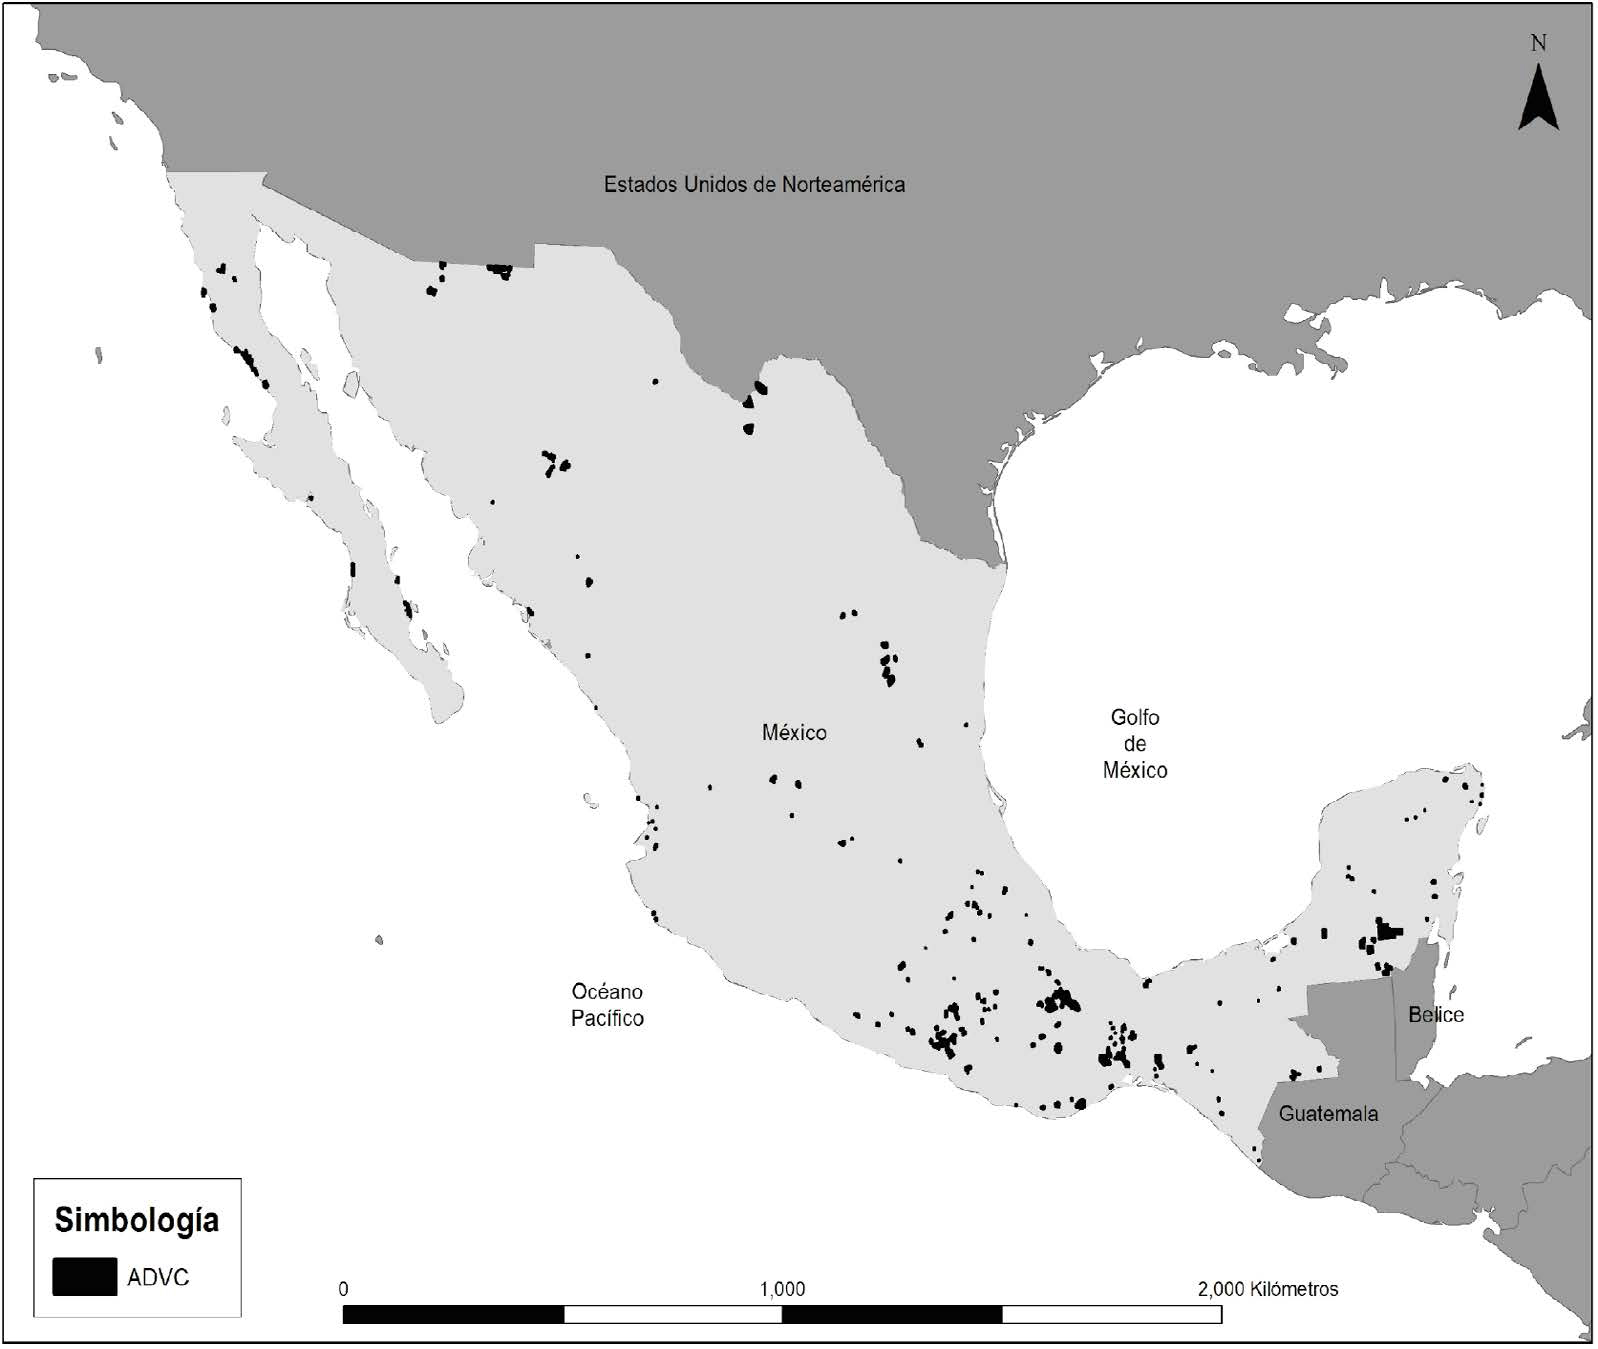 N
Estados Unidos de Norteamérica
México
Golfo
de
México
Océano
Pacífico
Belice
Guatemala
Simbología
ADVC
0 1,000 2,000 Kilómetros